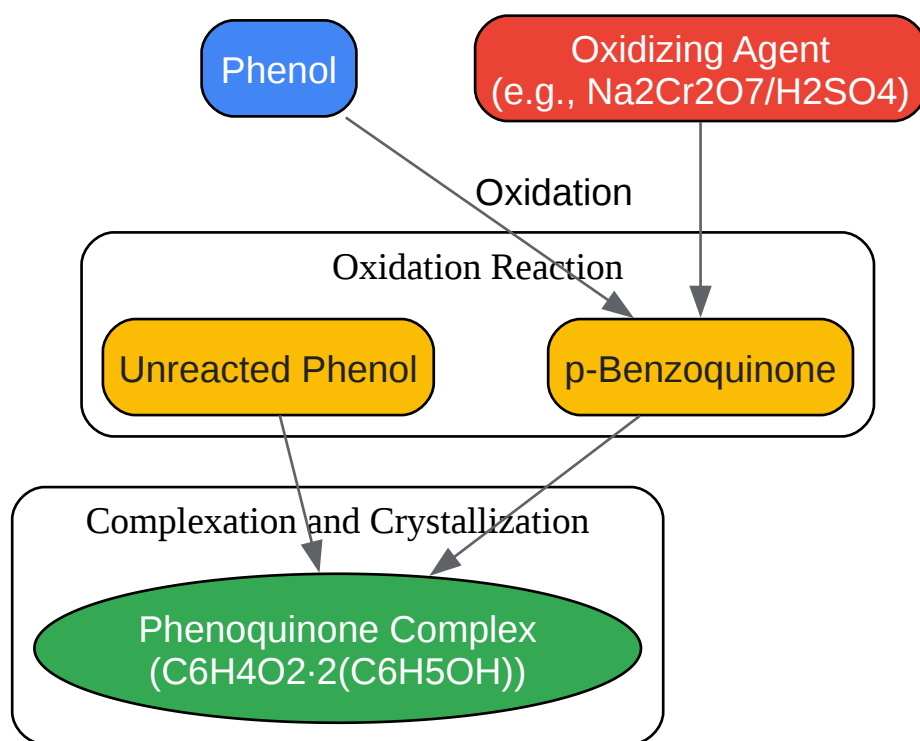 Phenol
Oxidizing Agent
(e.g., Na2Cr2O7/H2SO4)
Oxidation
Oxidation Reaction
Unreacted Phenol
p-Benzoquinone
Complexation and Crystallization
Phenoquinone Complex
(C6H4O2·2(C6H5OH))